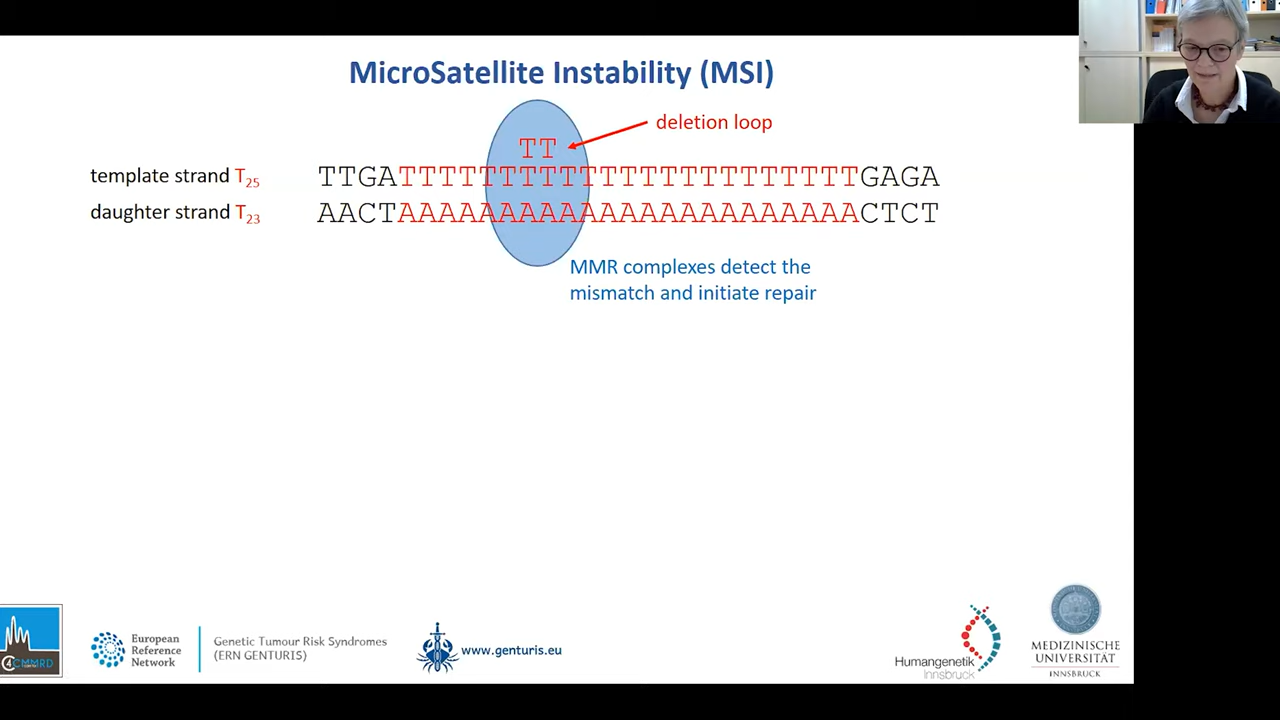 MicroSatellite Instability (MSI)
deletion loop
TT
template strand T25
TTGATTTTTTTTTTTTTTTTTTTTTTTGAGA
daughter strand T23
AACTAAAAAAAAAAAAAAAAAAAAAAACTCT
MMR complexes detect the
mismatch and initiate repair
C4CMMRD
European
Reference
Network
Genetic Tumour Risk Syndromes
(ERN GENTURIS)
www.genturis.eu
Humangenetik
Innsbruck
MEDIZINISCHE
UNIVERSITÄT
INNSBRUCK